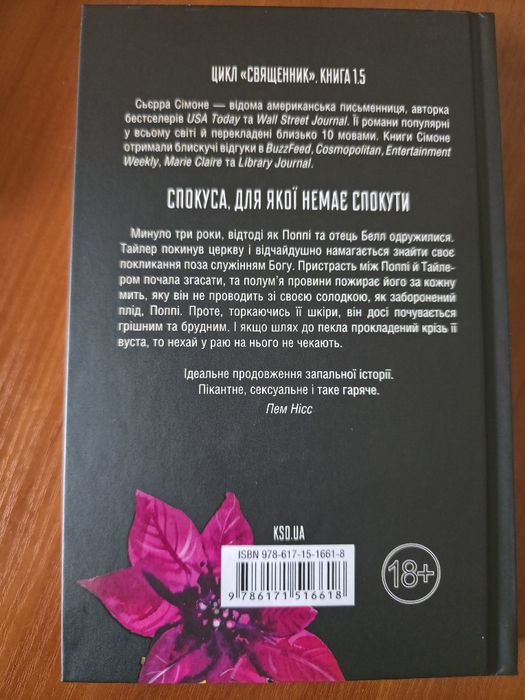 ЦИКЛ «СВЯЩЕННИК». КНИГА 1.5
Сьєрра Сімоне — відома американська письменниця, авторка
бестселерів USA Today та Wall Street Journal. Її романи популярні
у всьому світі й перекладені близько 10 мовами. Книги Сімоне
отримали блискучі відгуки в BuzzFeed, Cosmopolitan, Entertainment
Weekly, Marie Claire та Library Journal.
СПОКУСА, ДЛЯ ЯКОЇ НЕМАЄ СПОКУТИ
Минуло три роки, відтоді як Поппі та отець Белл одружилися.
Тайлер покинув церкву і відчайдушно намагається знайти своє
покликання поза служінням Богу. Пристрасть між Поппі й Тайле-
ром почала згасати, та полум'я провини пожирає його за кожну
мить, яку він не проводить зі своєю солодкою, як заборонений
плід, Поппі. Проте, торкаючись її шкіри, він досі почувається
грішним та брудним. І якщо шлях до пекла прокладений крізь її
вуста, то нехай у раю на нього не чекають.
Ідеальне продовження запальної історії.
Пікантне, сексуальне і таке гаряче.
Пем Нісс
KSD.UA
ISBN 978-617-15-1661-8
9 786171 516618
18+